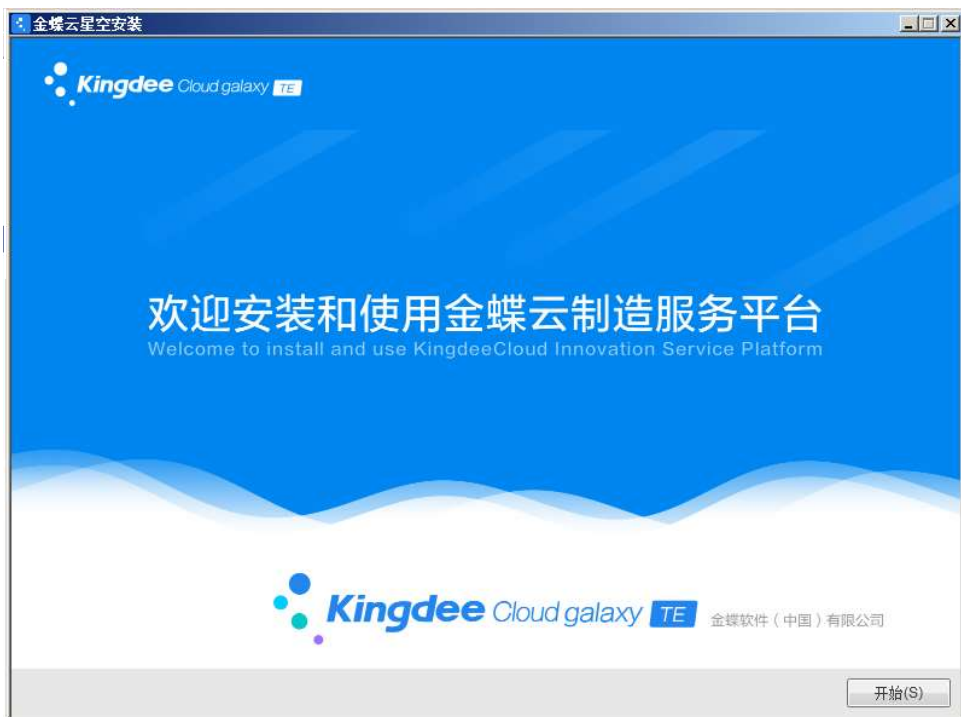 金蝶云星空安装
Kingdee Cloud galaxy TE
欢迎安装和使用金蝶云制造服务平台
Welcome to install and use KingdeeCloud Innovation Service Platform
Kingdee Cloud galaxy TE 金蝶软件（中国）有限公司
开始(S)